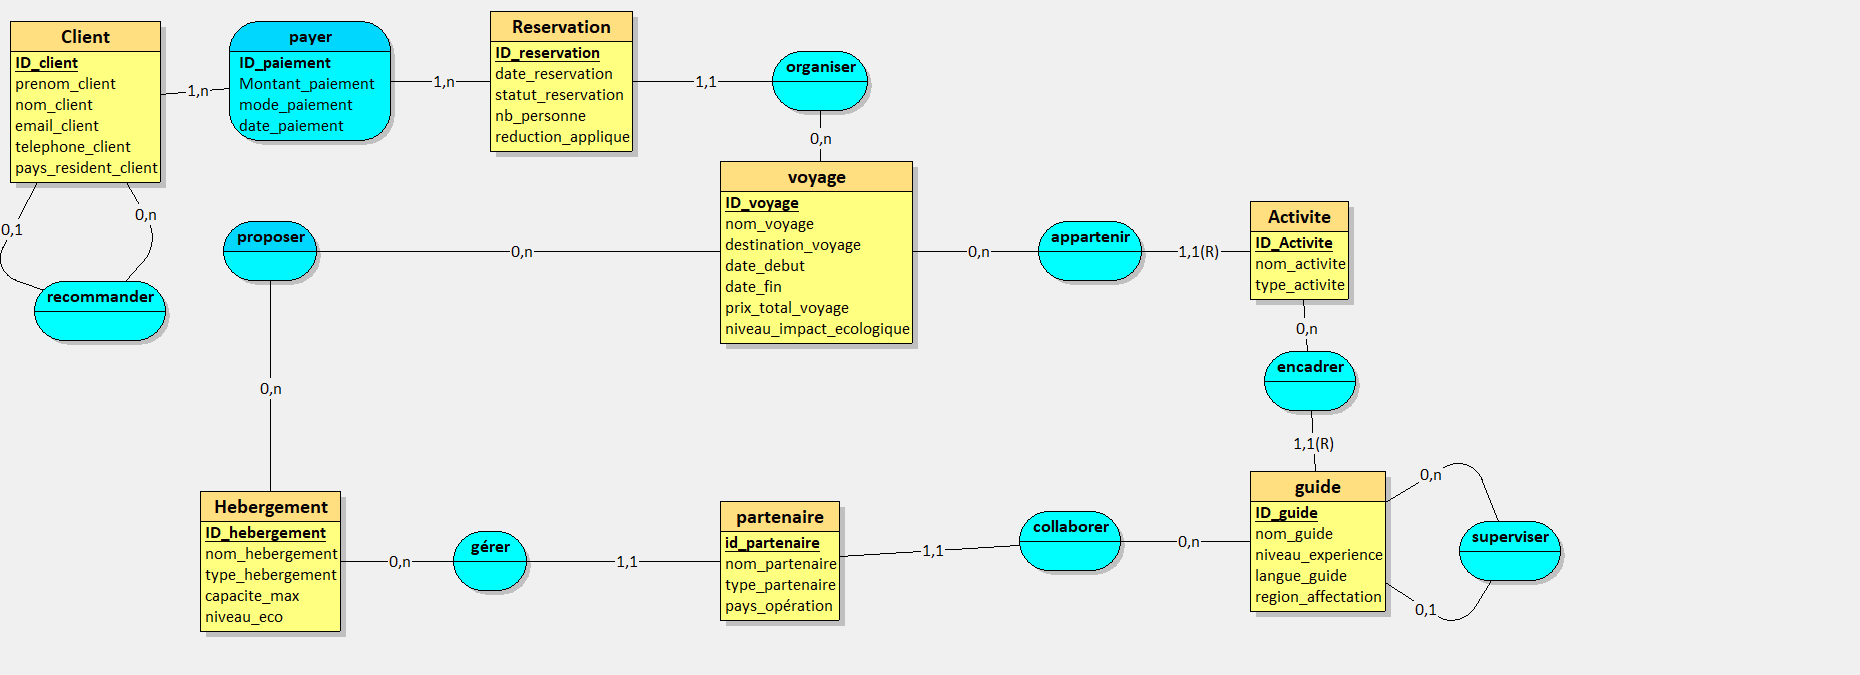 Client
ID_client
prenom_client
nom_client
email_client
telephone_client
pays_resident_client
1,n
payer
ID_paiement
Montant_paiement
mode_paiement
date_paiement
1,n
Reservation
ID_reservation
date_reservation
statut_reservation
nb_personne
reduction_applique
1,1
organiser
0,n
0,1
0,n
recommander
proposer
0,n
voyage
ID_voyage
nom_voyage
destination_voyage
date_debut
date_fin
prix_total_voyage
niveau_impact_ecologique
0,n
appartenir
1,1(R)
Activite
ID_Activite
nom_activite
type_activite
0,n
encadrer
1,1(R)
0,n
Hebergement
ID_hebergement
nom_hebergement
type_hebergement
capacite_max
niveau_eco
0,n
gérer
1,1
partenaire
id_partenaire
nom_partenaire
type_partenaire
pays_opération
1,1
collaborer
0,n
guide
ID_guide
nom_guide
niveau_experience
langue_guide
region_affectation
0,n
superviser
0,1